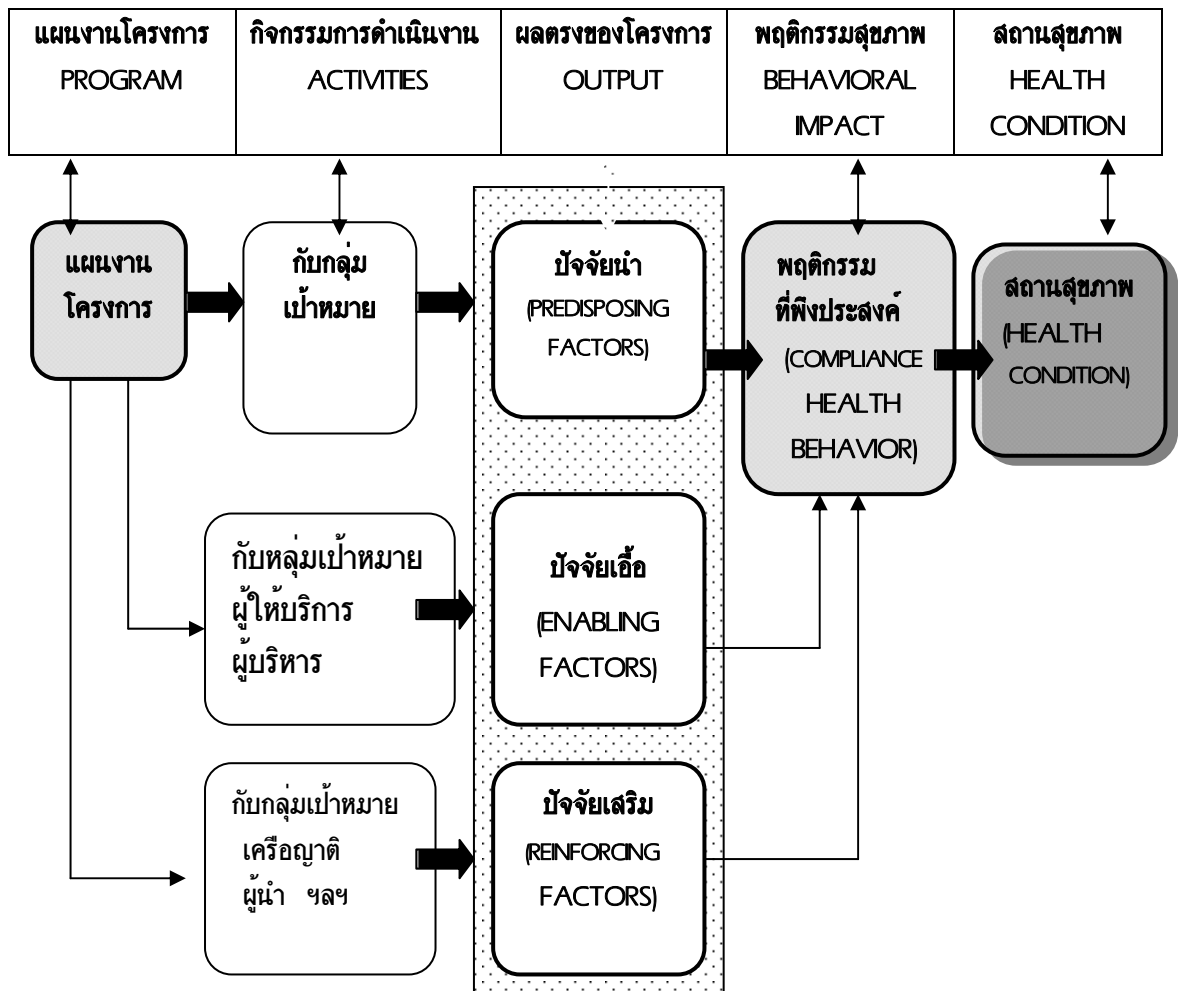 แผนงานโครงการ
PROGRAM
กิจกรรมการดำเนินงาน
ACTIVITIES
ผลตรงของโครงการ
OUTPUT
พฤติกรรมสุขภาพ
BEHAVIORAL
IMPACT
สถานสุขภาพ
HEALTH
CONDITION
แผนงาน
โครงการ
กับกลุ่ม
เป้าหมาย
ปัจจัยนำ
(PREDISPOSING
FACTORS)
พฤติกรรม
ที่พึงประสงค์
(COMPLIANCE
HEALTH
BEHAVIOR)
สถานสุขภาพ
(HEALTH
CONDITION)
กับหลุ่มเป้าหมาย
ผู้ให้บริการ
ผู้บริหาร
ปัจจัยเอื้อ
(ENABLING
FACTORS)
กับกลุ่มเป้าหมาย
เครือญาติ
ผู้นำ ฯลฯ
ปัจจัยเสริม
(REINFORCING
FACTORS)